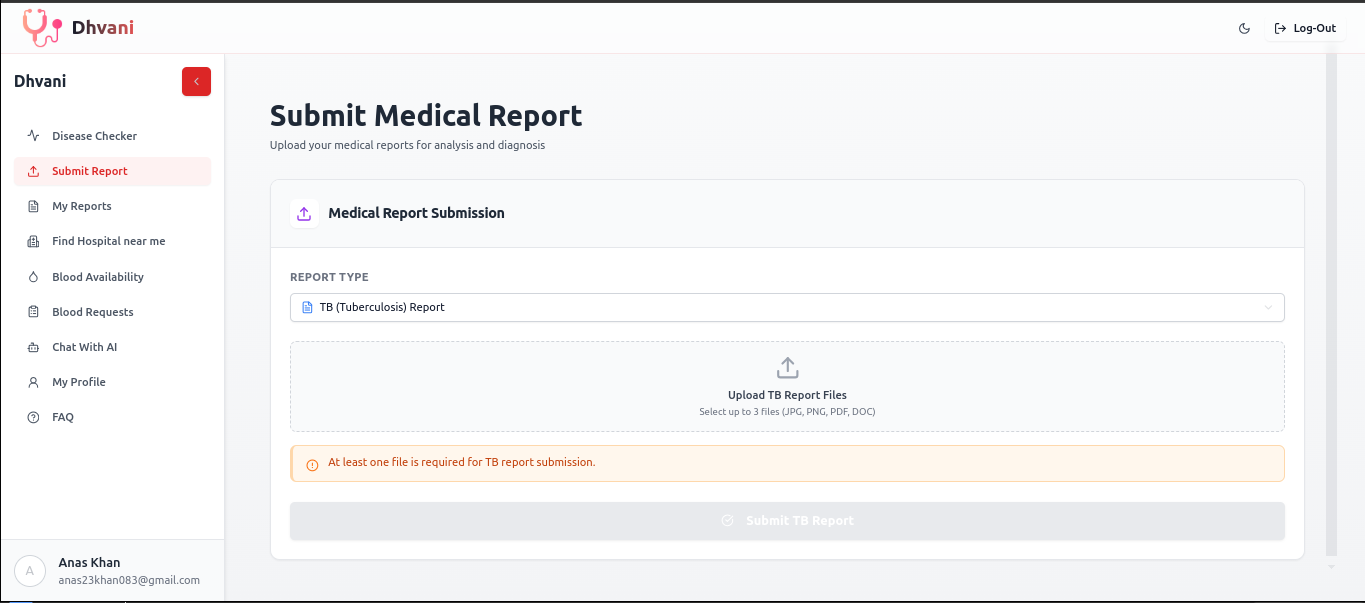 Dhvani
Log-Out
Dhvani
Disease Checker
Submit Report
My Reports
Find Hospital near me
Blood Availability
Blood Requests
Chat With AI
My Profile
FAQ
A
Anas Khan
anas23khan083@gmail.com
Submit Medical Report
Upload your medical reports for analysis and diagnosis
Medical Report Submission
REPORT TYPE
TB (Tuberculosis) Report
Upload TB Report Files
Select up to 3 files (JPG, PNG, PDF, DOC)
At least one file is required for TB report submission.
Submit TB Report